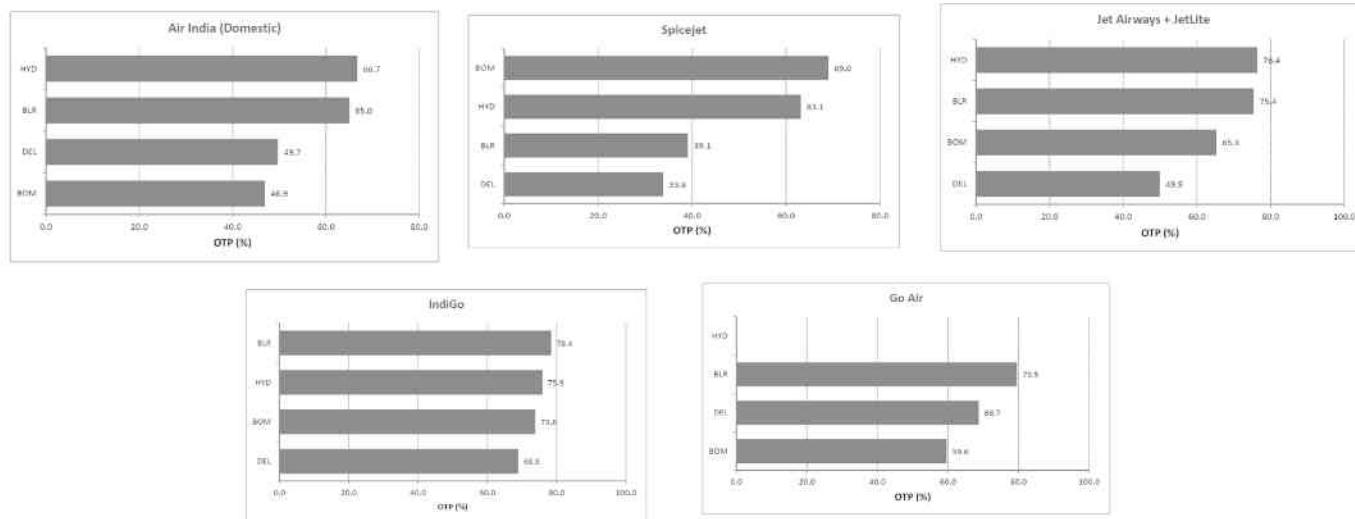 Air India (Domestic)
HYD 66.7
BLR 65.0
DEL 49.7
BOM 46.9
0.0 20.0 40.0 60.0 80.0
OTP (%)
SpiceJet
BOM 69.0
HYD 63.1
BLR 39.1
DEL 33.8
0.0 20.0 40.0 60.0 80.0
OTP (%)
Jet Airways + JetLite
HYD 76.4
BLR 75.4
BOM 65.3
DEL 49.9
0.0 20.0 40.0 60.0 80.0 100.0
OTP (%)
IndiGo
BLR 78.4
HYD 75.9
BOM 73.8
DEL
0.0 20.0 40.0 60.0 80.0 100.0
OTP (%)
Go Air
HYD
BLR 79.5
DEL 68.7
BOM 59.6
0.0 20.0 40.0 60.0 80.0 100.0
OTP (%)